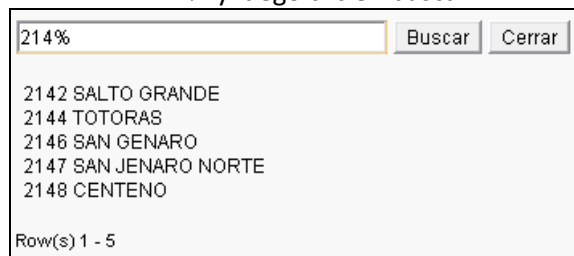 214% Buscar Cerrar
2142 SALTO GRANDE
2144 TOTORAS
2146 SAN GENARO
2147 SAN JENARO NORTE
2148 CENTENO
Row(s) 1 - 5